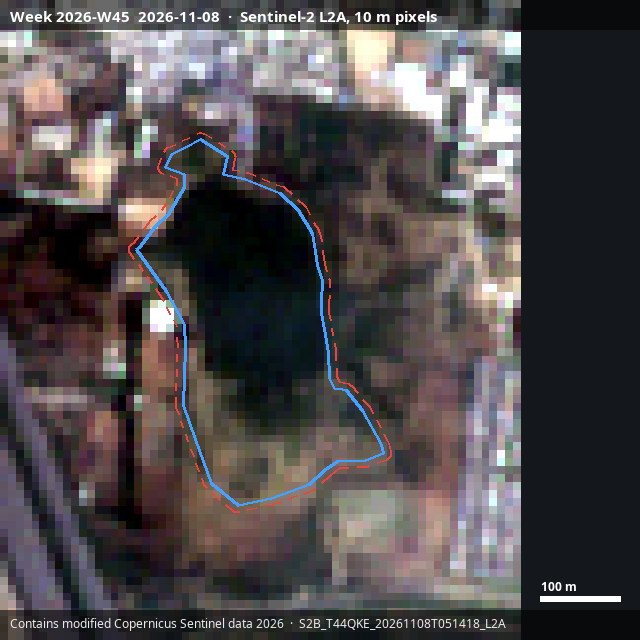 Week 2026-W45  2026-11-08  ·  Sentinel-2 L2A, 10 m pixels
100 m
Contains modified Copernicus Sentinel data 2026  ·  S2B_T44QKE_20261108T051418_L2A